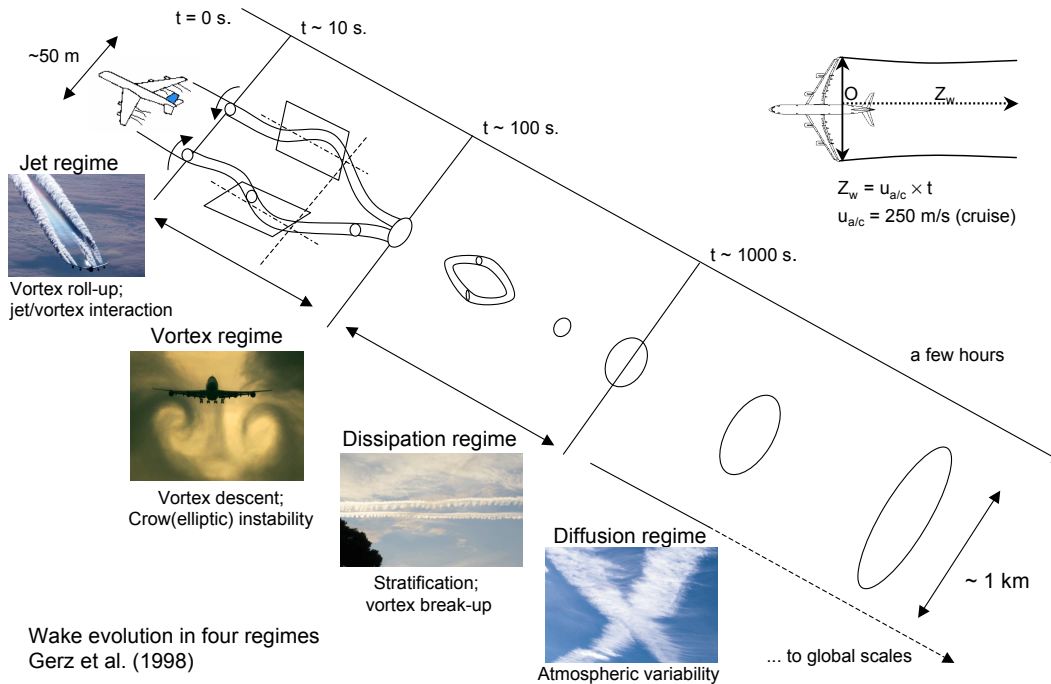 t = 0 s.
t ~ 10 s.
~50 m
t ~ 100 s.
O
Zw
Zw = ua/c × t
ua/c = 250 m/s (cruise)
Jet regime
Vortex roll-up;
jet/vortex interaction
t ~ 1000 s.
Vortex regime
Vortex descent;
Crow(elliptic) instability
a few hours
Dissipation regime
Stratification;
vortex break-up
Diffusion regime
Atmospheric variability
~ 1 km
... to global scales
Wake evolution in four regimes
Gerz et al. (1998)